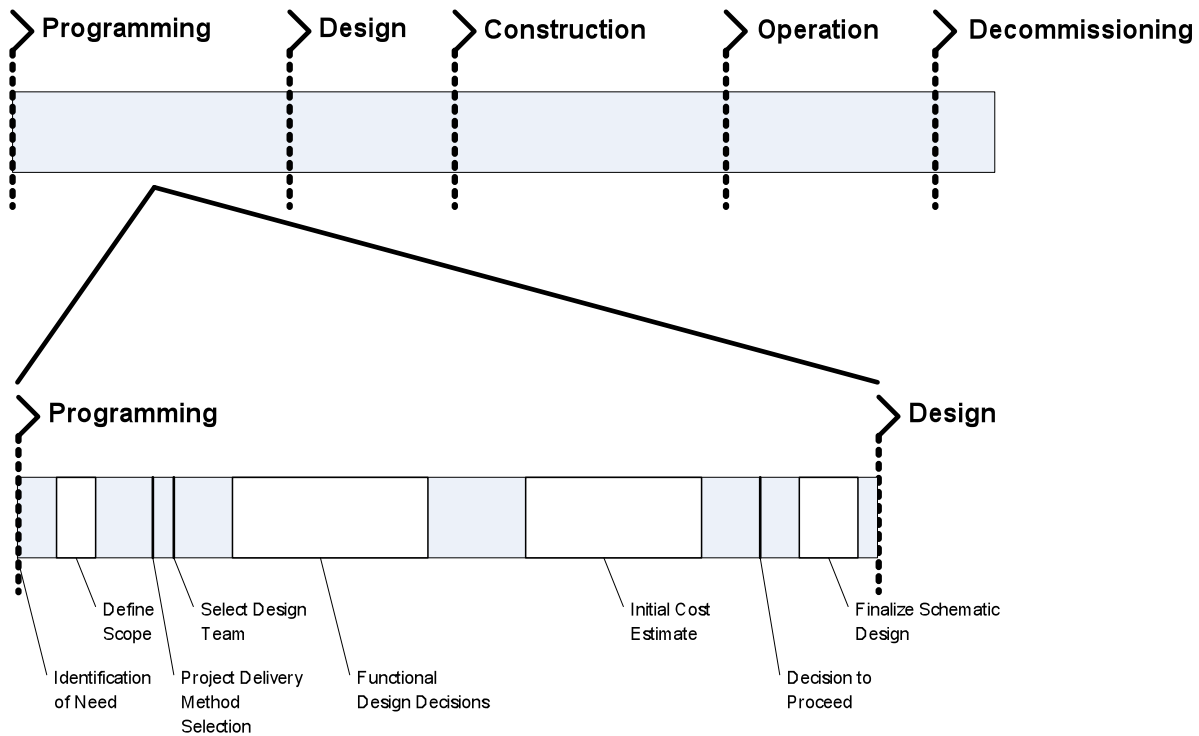 Programming
Design
Construction
Operation
Decommissioning
Programming
Design
Define
Scope
Select Design
Team
Initial Cost
Estimate
Finalize Schematic
Design
Identification
of Need
Project Delivery
Method
Selection
Functional
Design Decisions
Decision to
Proceed